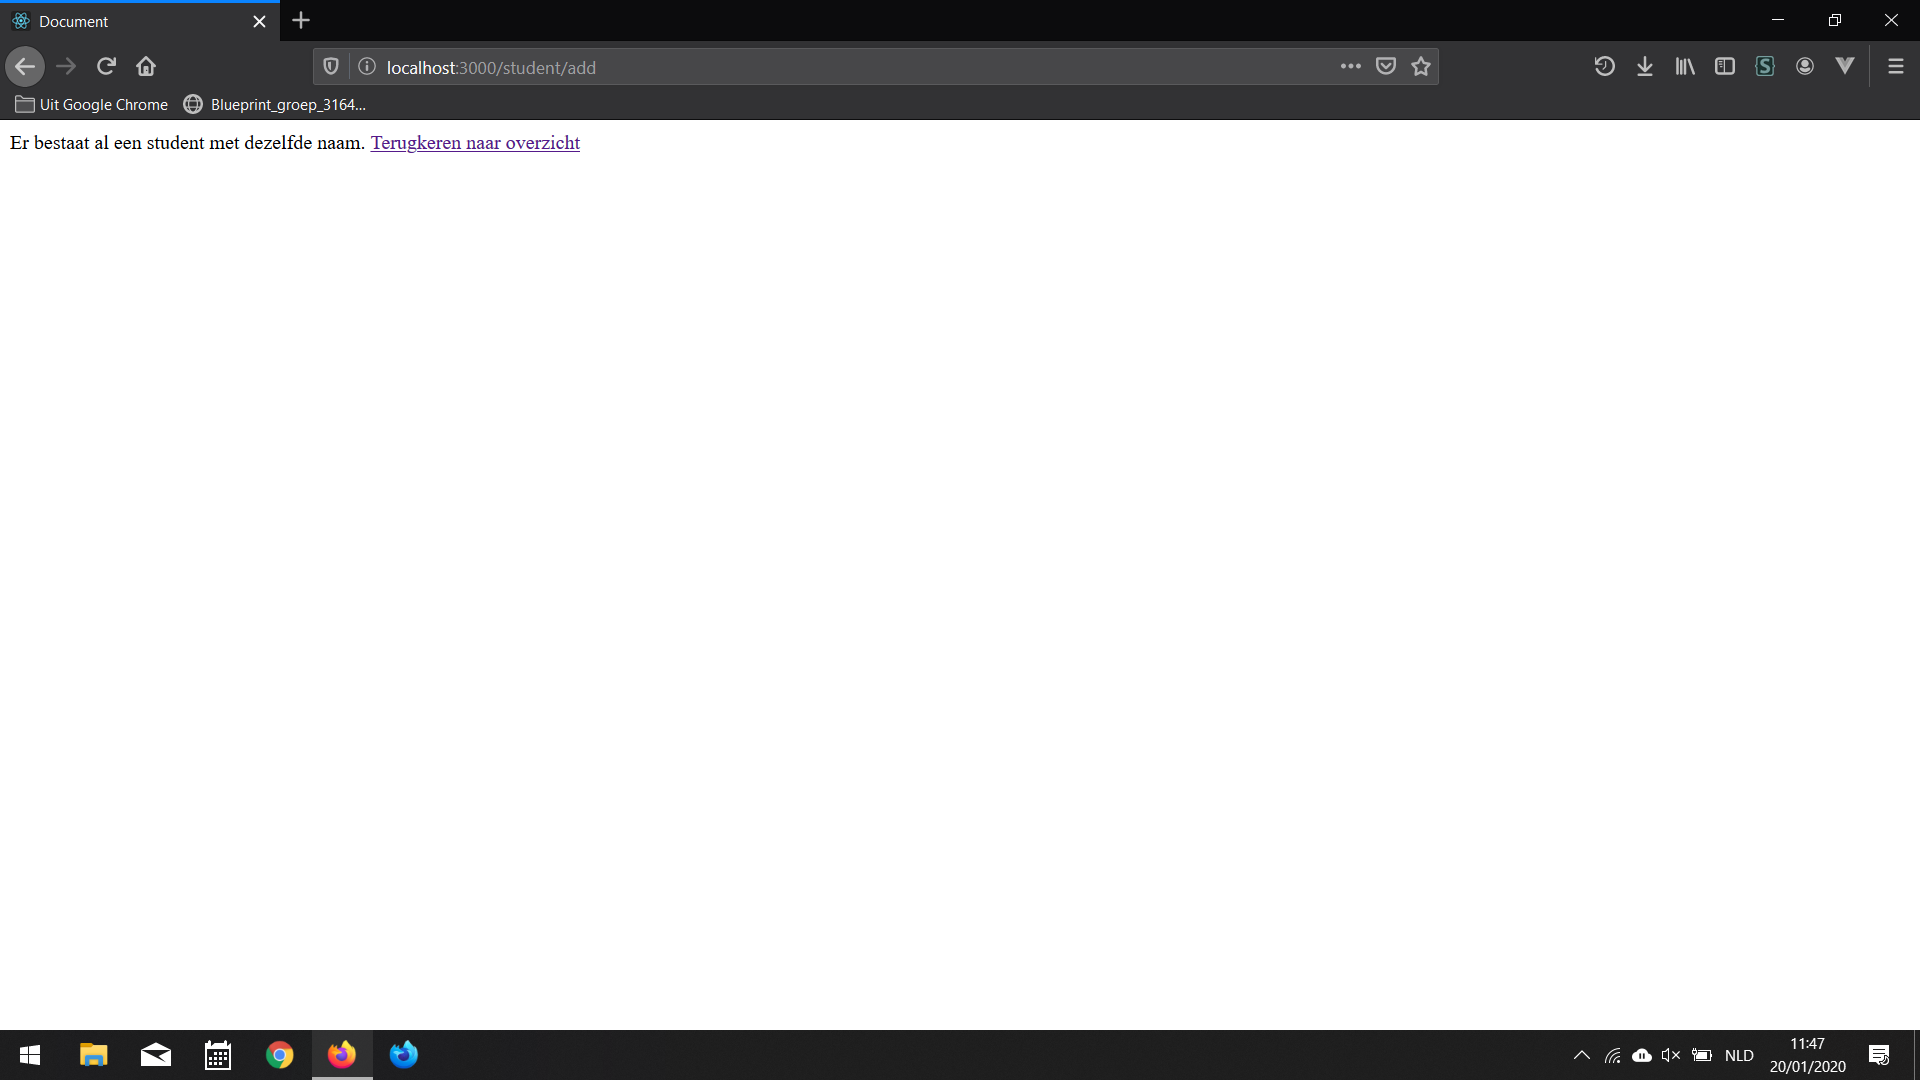 Document
localhost:3000/student/add
Uit Google Chrome
Blueprint_groep_3164...
Er bestaat al een student met dezelfde naam. Terugkeren naar overzicht
NLD
11:47
20/01/2020